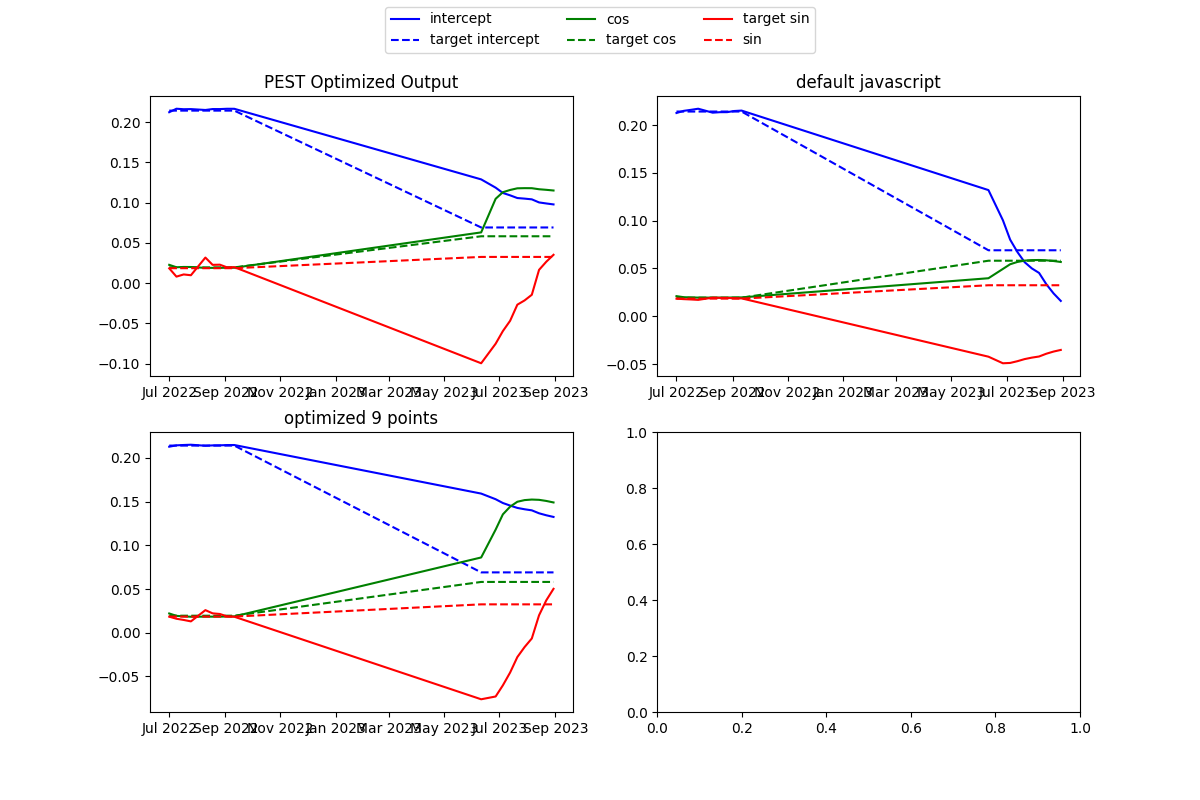 intercept cos target sin
target intercept target cos sin
PEST Optimized Output
0.20
0.15
0.10
0.05
0.00
−0.05
−0.10
Jul 2022 Sep 2022 Nov 2022 Jan 2023 Mar 2023 May 2023 Jul 2023 Sep 2023
default javascript
0.20
0.15
0.10
0.05
0.00
−0.05
Jul 2022 Sep 2022 Nov 2022 Jan 2023 Mar 2023 May 2023 Jul 2023 Sep 2023
optimized 9 points
0.20
0.15
0.10
0.05
0.00
−0.05
Jul 2022 Sep 2022 Nov 2022 Jan 2023 Mar 2023 May 2023 Jul 2023 Sep 2023
1.0
0.8
0.6
0.4
0.2
0.0
0.0 0.2 0.4 0.6 0.8 1.0